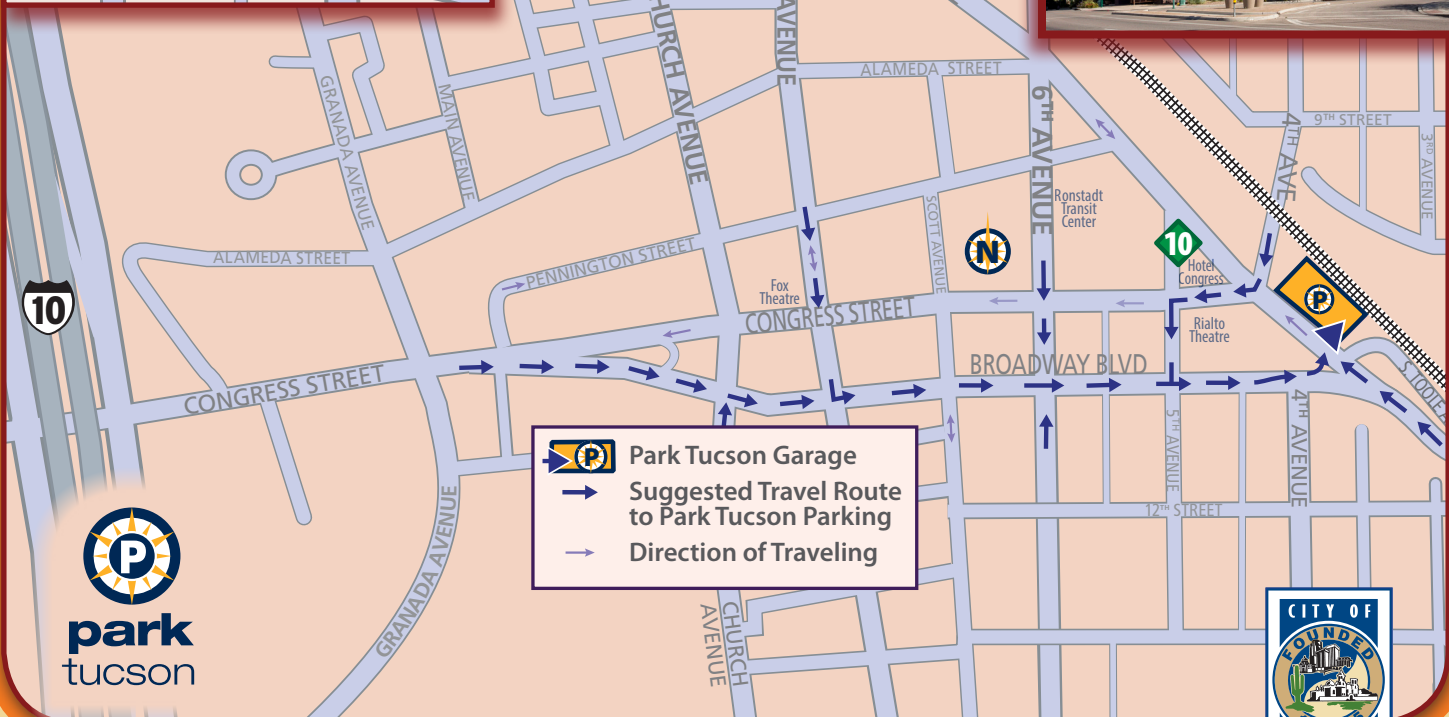 CHURCH AVENUE
AVENUE
ALAMEDA STREET
6TH AVENUE
4TH AVE
9TH STREET
3RD AVENUE
GRANADA AVENUE
MAIN AVENUE
Ronstadt
Transit
Center
SCOTT AVENUE
N
10
Hotel
Congress
ALAMEDA STREET
PENNINGTON STREET
Fox
Theatre
CONGRESS STREET
P
Rialto
Theatre
10
BROADWAY BLVD
S. TOOLE
CONGRESS STREET
5TH AVENUE
4TH AVENUE
P
Park Tucson Garage
Suggested Travel Route
to Park Tucson Parking
Direction of Traveling
12TH STREET
GRANADA AVENUE
P
park
tucson
CHURCH
AVENUE
CITY OF
FOUNDED